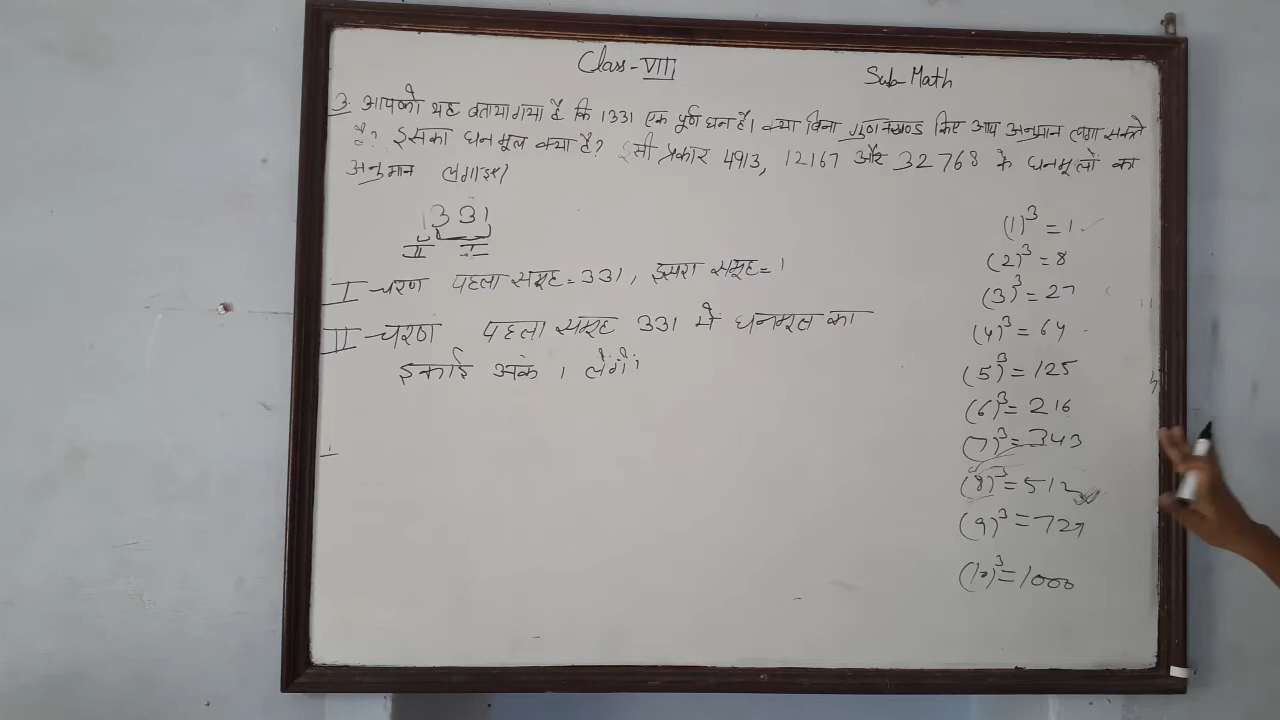 Class-VIII
Sub-Math
3. आपको यह बताया गया है कि 1331 एक पूर्ण घन है। क्या बिना गुणनखण्ड किए आप अनुमान लगा सकते
है? इसका घनमूल क्या है? इसी प्रकार 4913, 12167 और 32768 के घनमूलों का
अनुमान लगाइए।
1331
II I
I चरण पहला समूह = 331, दूसरा समूह = 1
II चरण पहला समूह 331 में घनमूल का
इकाई अंक 1 लेंगें।
(1)³ = 1
(2)³ = 8
(3)³ = 27
(4)³ = 64
(5)³ = 125
(6)³ = 216
(7)³ = 343
(8)³ = 512
(9)³ = 729
(10)³ = 1000